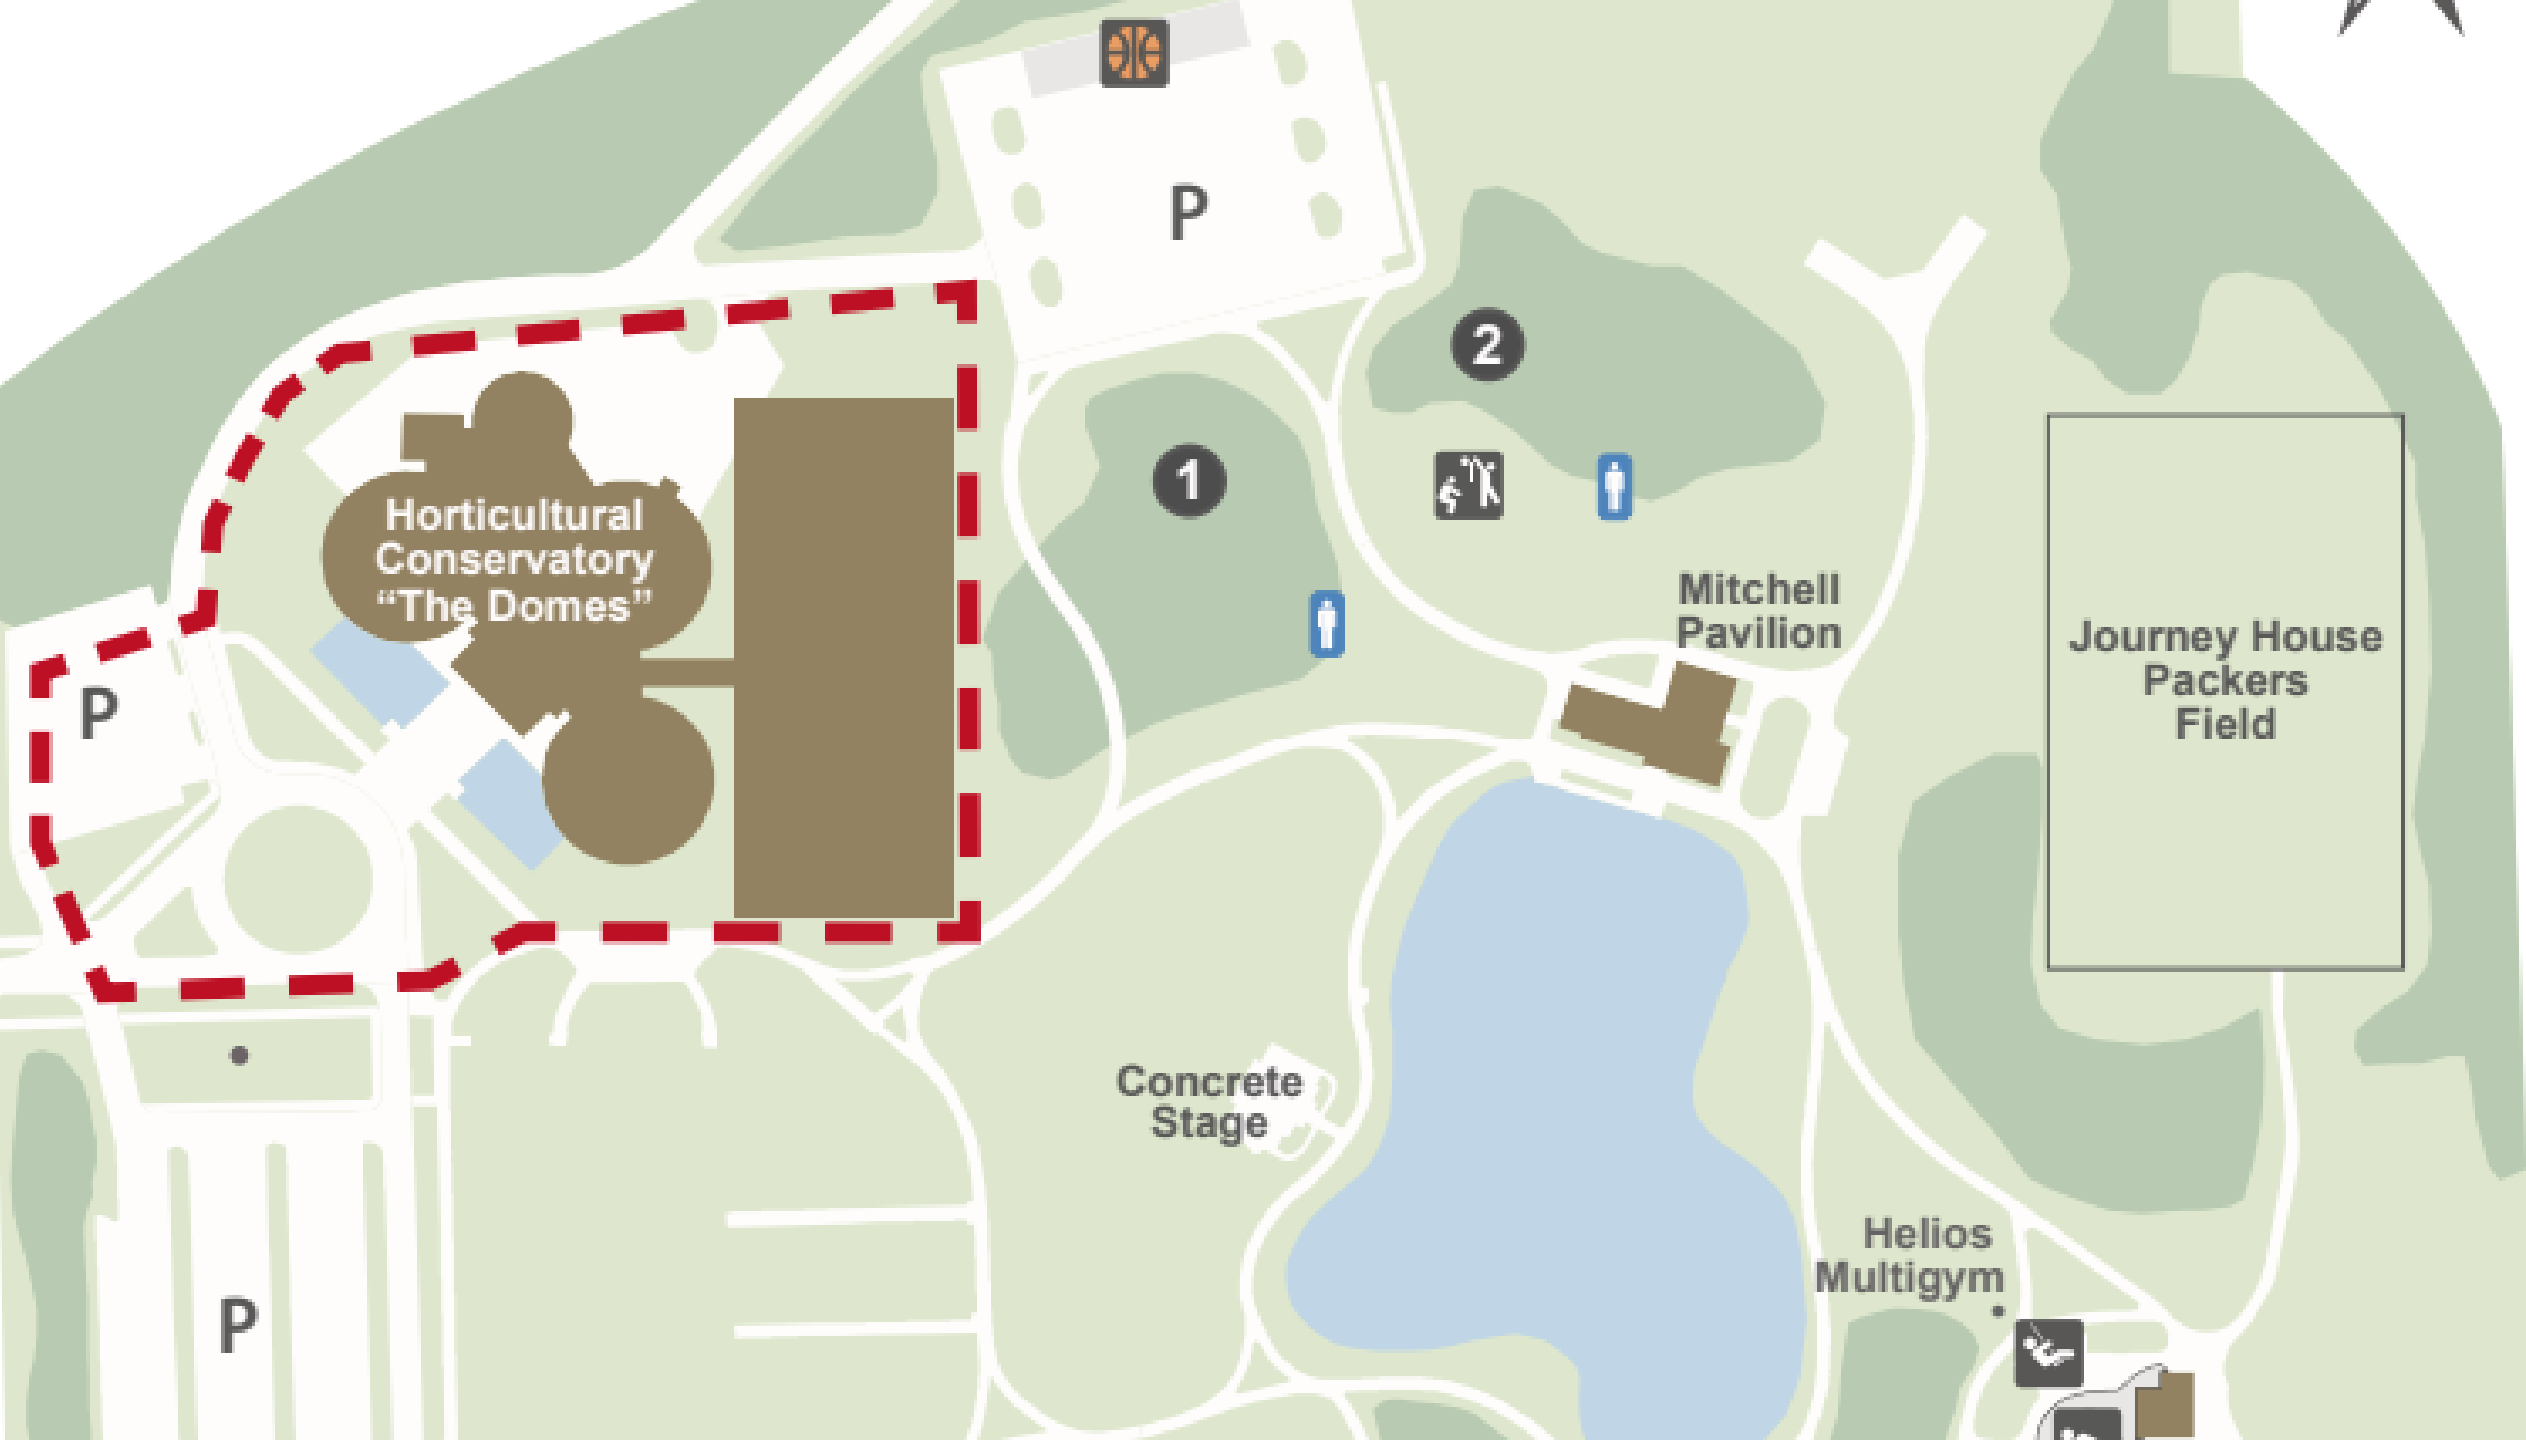 P
2
1
Horticultural
Conservatory
“The Domes”
Mitchell
Pavilion
Journey House
Packers
Field
P
Concrete
Stage
Helios
Multigym
P